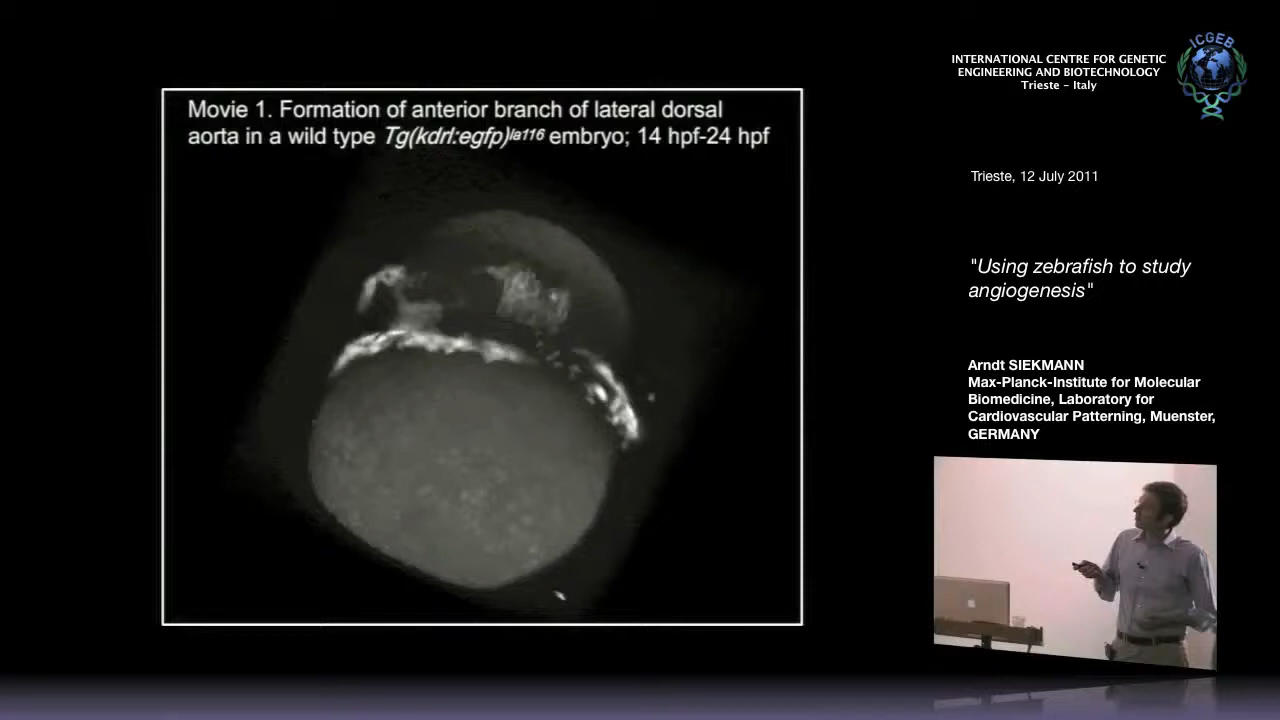 Movie 1. Formation of anterior branch of lateral dorsal
aorta in a wild type Tg(kdrl:egfp)la116 embryo; 14 hpf-24 hpf
INTERNATIONAL CENTRE FOR GENETIC
ENGINEERING AND BIOTECHNOLOGY
Trieste – Italy
ICGEB
Trieste, 12 July 2011
"Using zebrafish to study
angiogenesis"
Arndt SIEKMANN
Max-Planck-Institute for Molecular
Biomedicine, Laboratory for
Cardiovascular Patterning, Muenster,
GERMANY